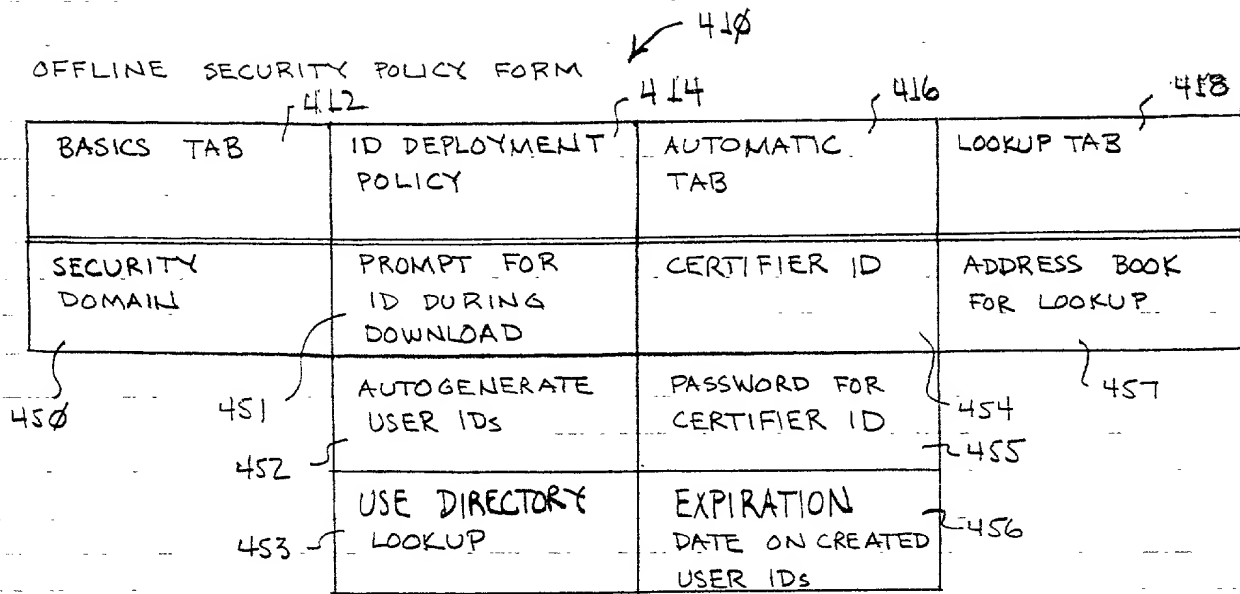 41Ø
OFFLINE SECURITY POLICY FORM
412
414
416
418
BASICS TAB
ID DEPLOYMENT
POLICY
AUTOMATIC
TAB
LOOKUP TAB
SECURITY
DOMAIN
PROMPT FOR
ID DURING
DOWNLOAD
CERTIFIER ID
ADDRESS BOOK
FOR LOOKUP
45Ø
451
454
457
AUTOGENERATE
USER IDs
PASSWORD FOR
CERTIFIER ID
452
455
USE DIRECTORY
LOOKUP
EXPIRATION
DATE ON CREATED
USER IDs
453
456